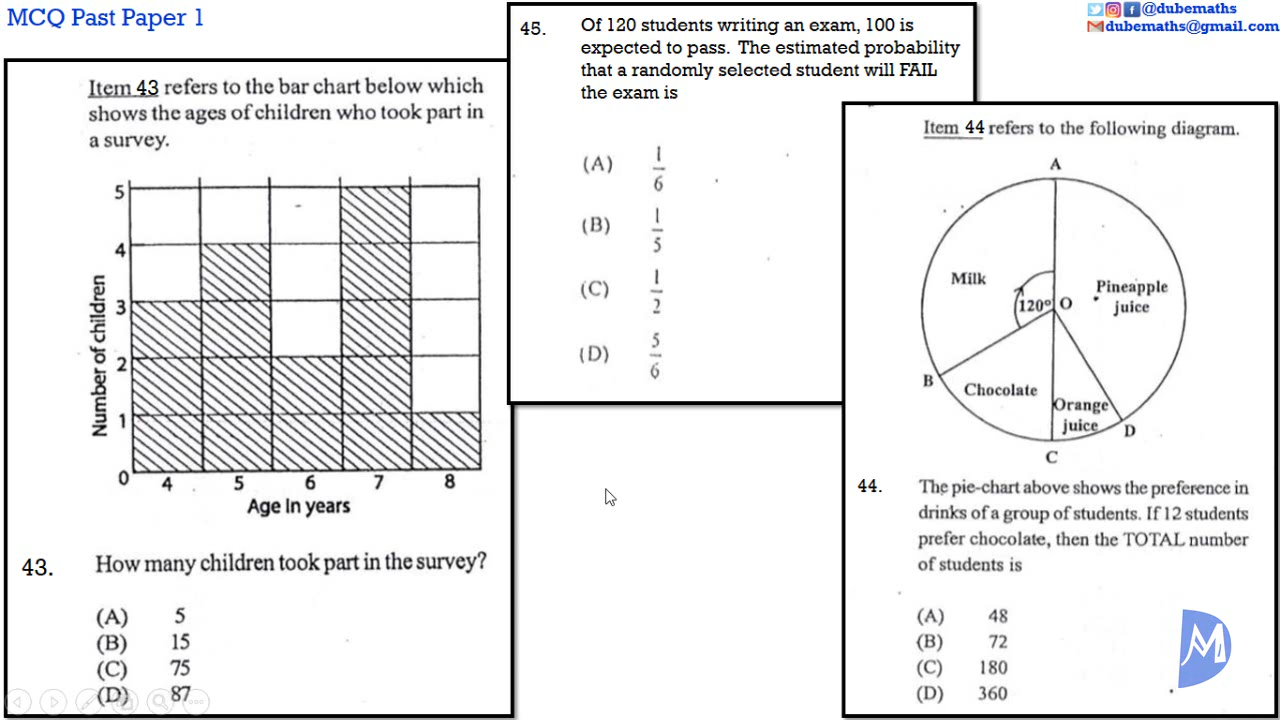 MCQ Past Paper 1
@dubemaths
dubemaths@gmail.com
Item 43 refers to the bar chart below which
shows the ages of children who took part in
a survey.
5
4
3
2
1
0
Number of children
4 5 6 7 8
Age in years
43. How many children took part in the survey?
(A) 5
(B) 15
(C) 75
(D) 87
45. Of 120 students writing an exam, 100 is
expected to pass. The estimated probability
that a randomly selected student will FAIL
the exam is
(A) 1/6
(B) 1/5
(C) 1/2
(D) 5/6
Item 44 refers to the following diagram.
A
Milk
Pineapple
juice
120° O
B
Chocolate
Orange
juice
D
C
44. The pie-chart above shows the preference in
drinks of a group of students. If 12 students
prefer chocolate, then the TOTAL number
of students is
(A) 48
(B) 72
(C) 180
(D) 360
M